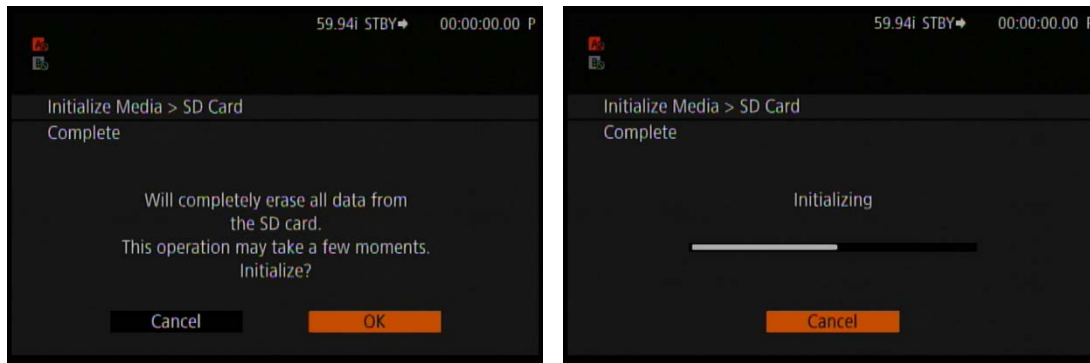 59.94i STBY 00:00:00.00 P
A
B
Initialize Media > SD Card
Complete
Will completely erase all data from
the SD card.
This operation may take a few moments.
Initialize?
Cancel OK
59.94i STBY 00:00:00.00 P
A
B
Initialize Media > SD Card
Complete
Initializing
Cancel